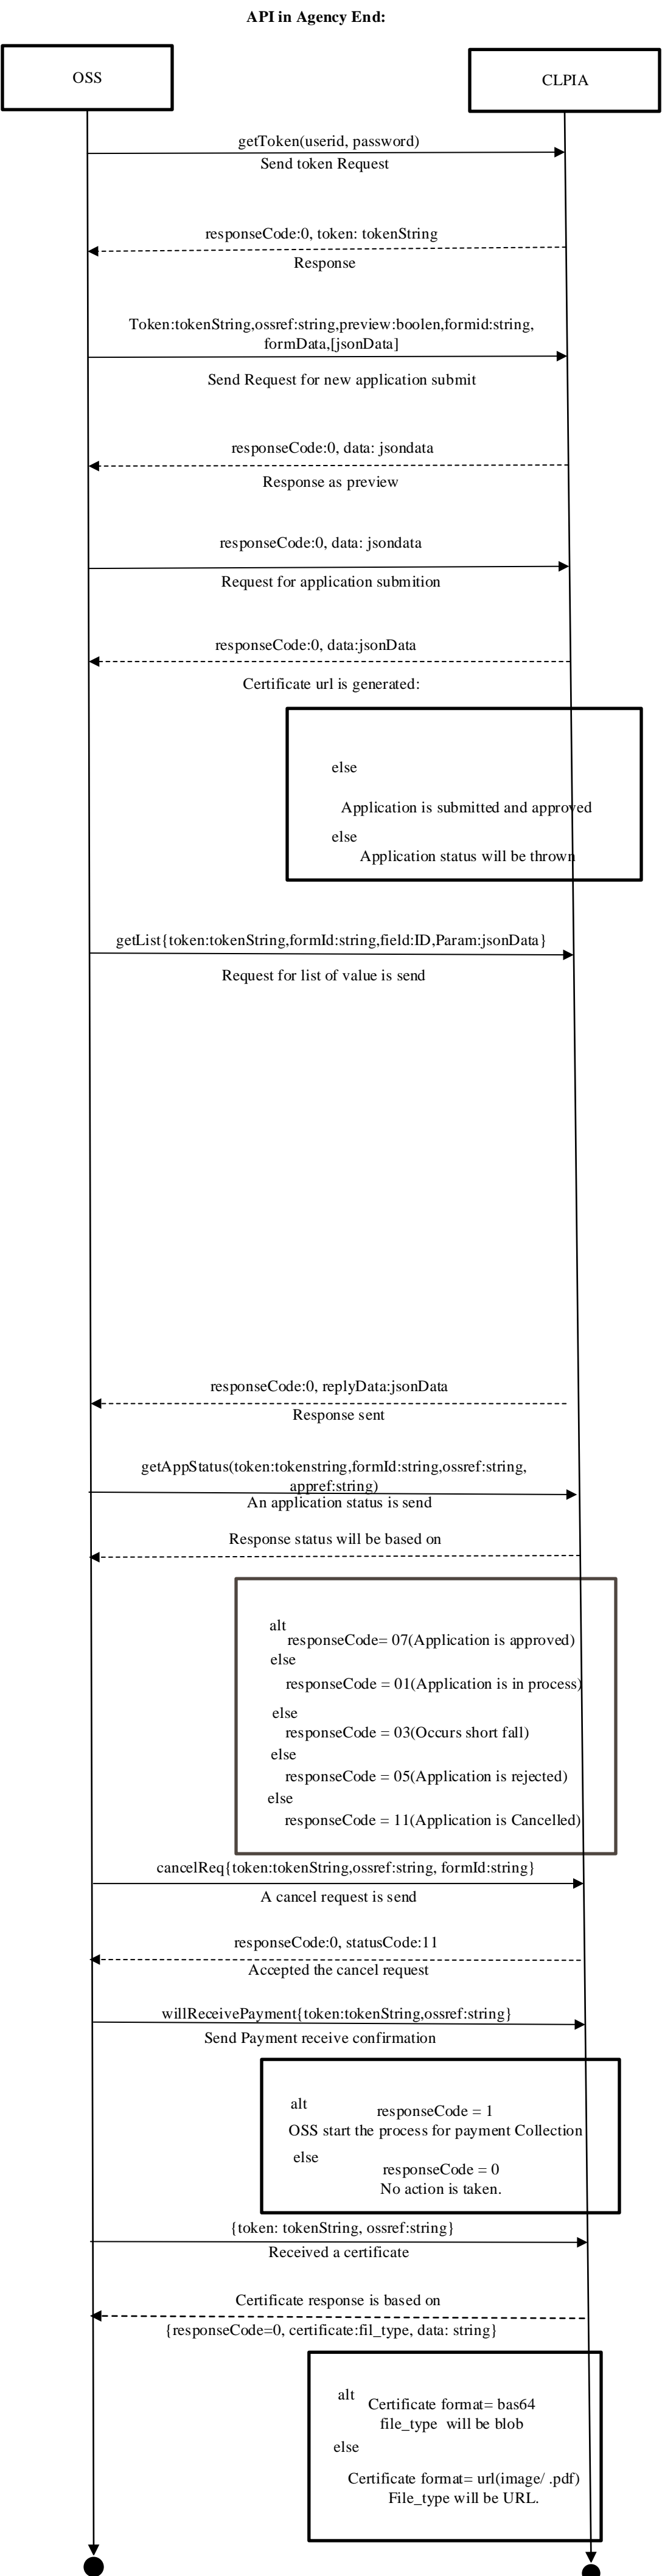 API in Agency End:
OSS
CLPIA
getToken(userid, password)
Send token Request
responseCode:0, token: tokenString
Response
Token:tokenString,ossref:string,preview:boolen,formid:string,
formData,[jsonData]
Send Request for new application submit
responseCode:0, data: jsondata
Response as preview
responseCode:0, data: jsondata
Request for application submition
responseCode:0, data:jsonData
Certificate url is generated:
else
Application is submitted and approved
else
Application status will be thrown
getList{token:tokenString,formId:string,field:ID,Param:jsonData}
Request for list of value is send
responseCode:0, replyData:jsonData
Response sent
getAppStatus(token:tokenstring,formId:string,ossref:string,
appref:string)
An application status is send
Response status will be based on
alt
responseCode= 07(Application is approved)
else
responseCode = 01(Application is in process)
else
responseCode = 03(Occurs short fall)
else
responseCode = 05(Application is rejected)
else
responseCode = 11(Application is Cancelled)
cancelReq{token:tokenString,ossref:string, formId:string}
A cancel request is send
responseCode:0, statusCode:11
Accepted the cancel request
willReceivePayment{token:tokenString,ossref:string}
Send Payment receive confirmation
alt
responseCode = 1
OSS start the process for payment Collection
else
responseCode = 0
No action is taken.
{token: tokenString, ossref:string}
Received a certificate
Certificate response is based on
{responseCode=0, certificate:fil_type, data: string}
alt
Certificate format= bas64
file_type will be blob
else
Certificate format= url(image/ .pdf)
File_type will be URL.